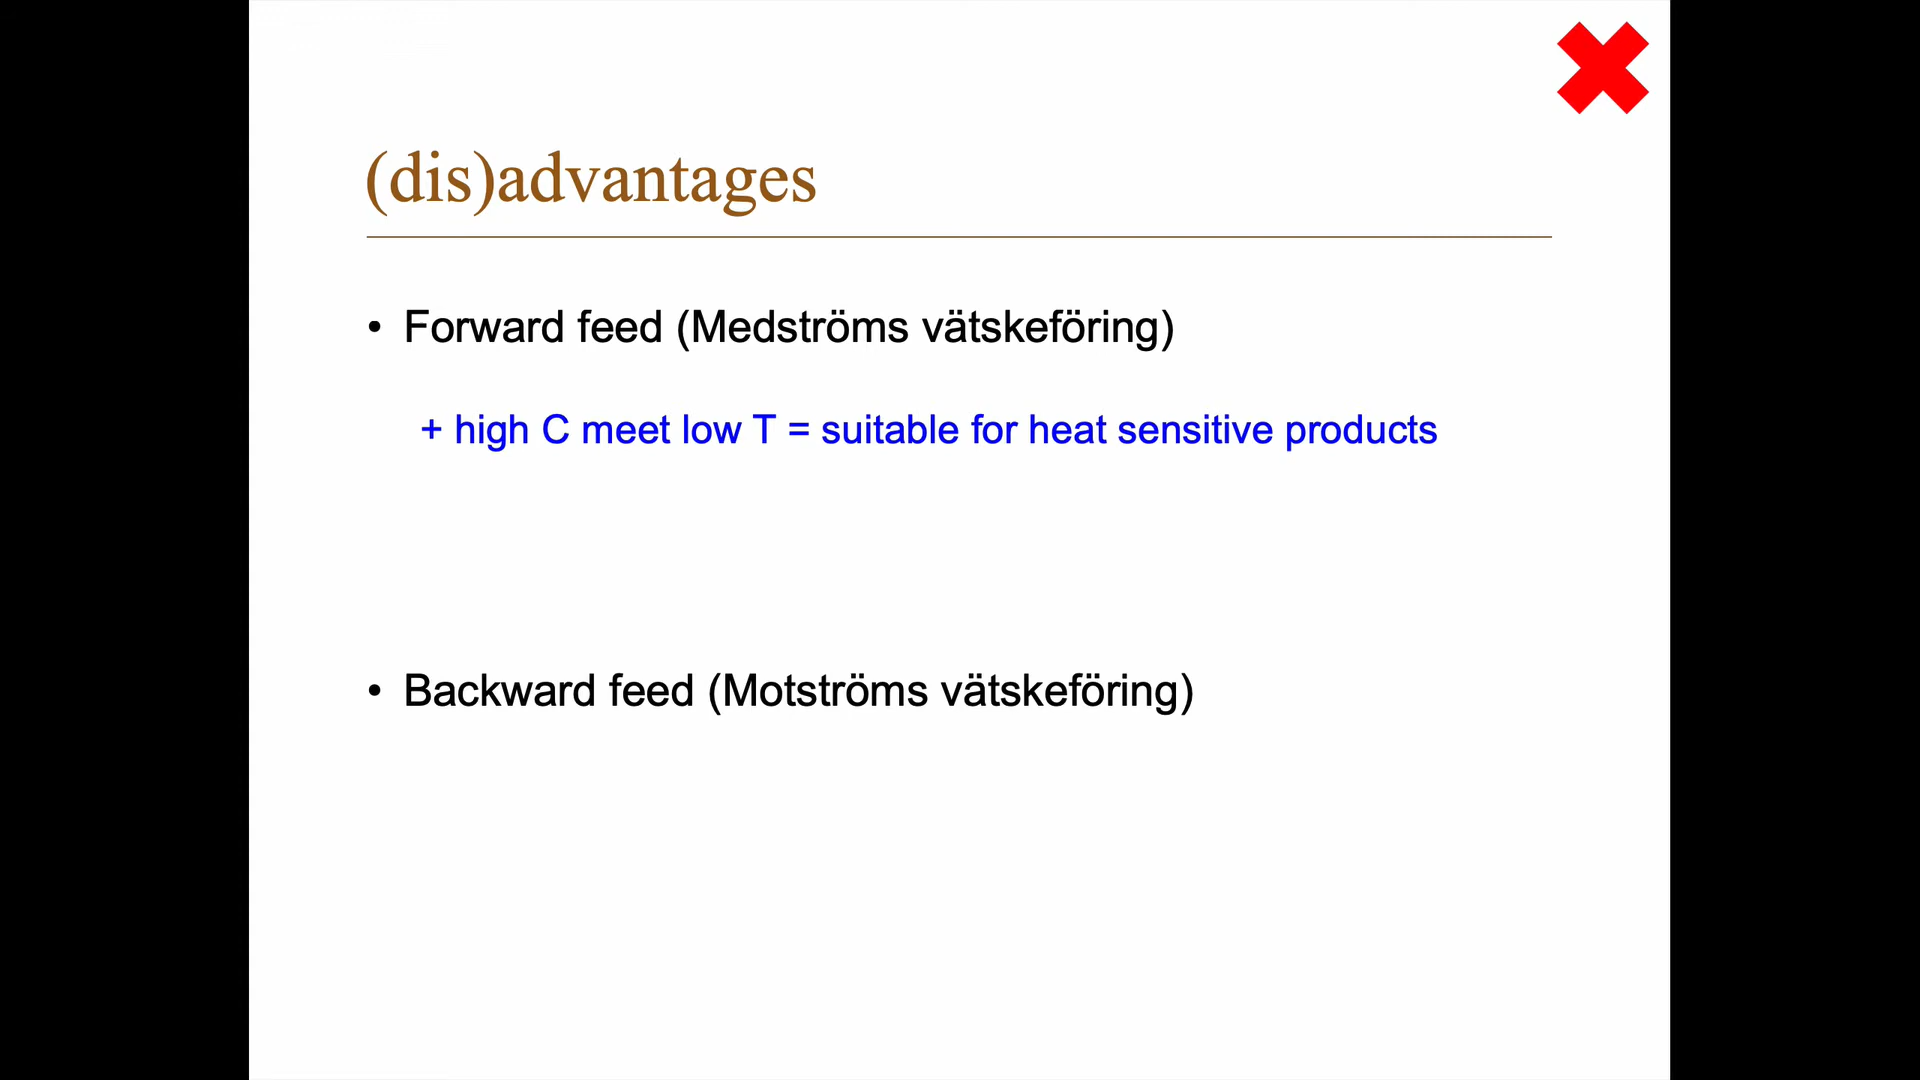 (dis)advantages
• Forward feed (Medströms vätskeföring)
+ high C meet low T = suitable for heat sensitive products
• Backward feed (Motströms vätskeföring)